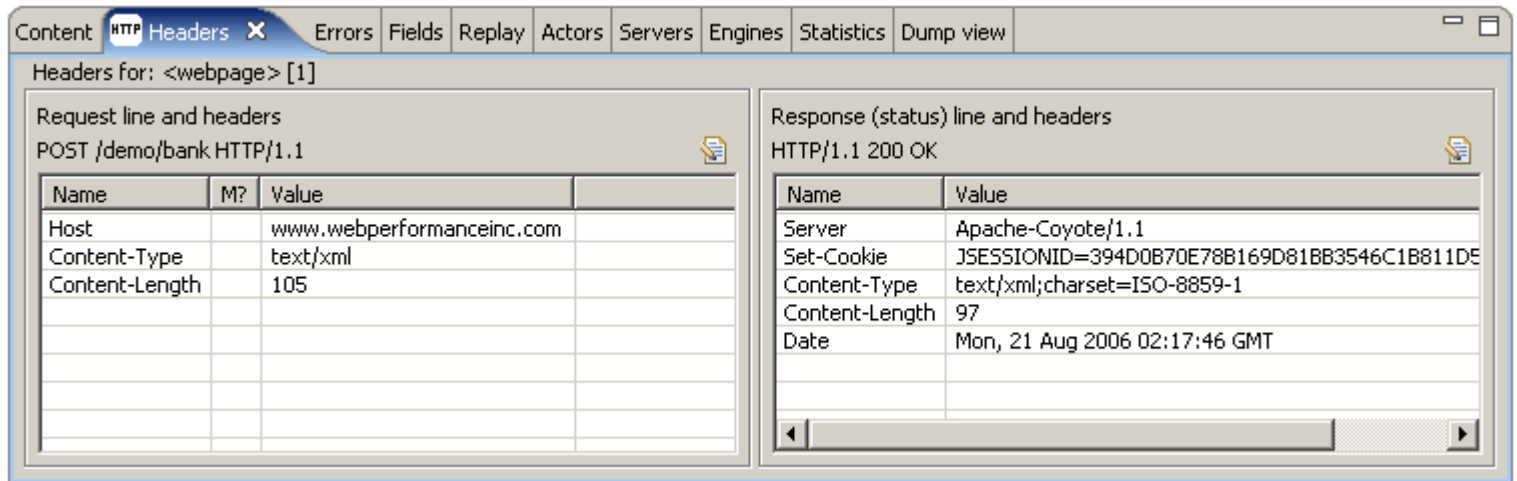 Content HTTP Headers Errors Fields Replay Actors Servers Engines Statistics Dump view
Headers for: <webpage> [1]
Request line and headers
POST /demo/bank HTTP/1.1
Name M? Value
Host www.webperformanceinc.com
Content-Type text/xml
Content-Length 105
Response (status) line and headers
HTTP/1.1 200 OK
Name Value
Server Apache-Coyote/1.1
Set-Cookie JSESSIONID=394D0B70E78B169D81BB3546C1B811D5
Content-Type text/xml;charset=ISO-8859-1
Content-Length 97
Date Mon, 21 Aug 2006 02:17:46 GMT